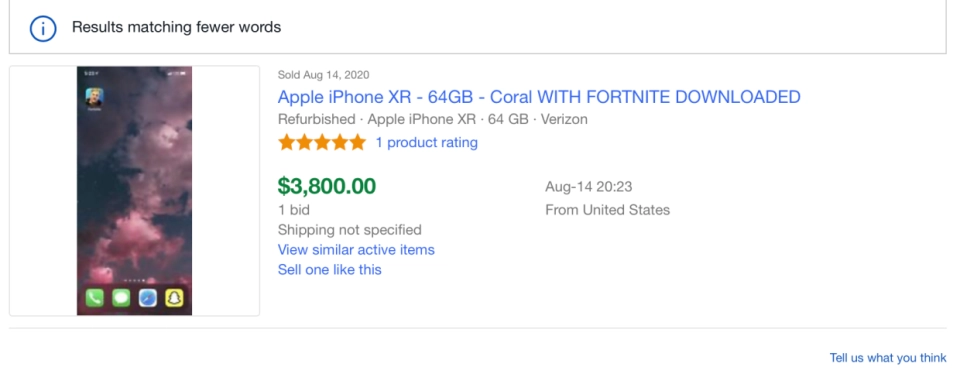 Results matching fewer words
Sold Aug 14, 2020
Apple iPhone XR - 64GB - Coral WITH FORTNITE DOWNLOADED
Refurbished · Apple iPhone XR · 64 GB · Verizon
1 product rating
$3,800.00
Aug-14 20:23
1 bid
From United States
Shipping not specified
View similar active items
Sell one like this
Tell us what you think